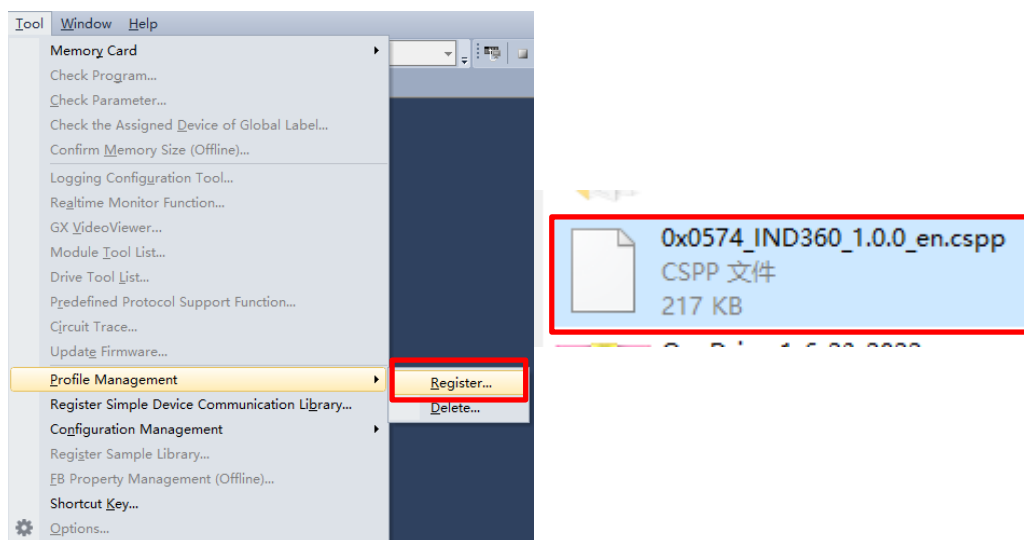 Tool Window Help
Memory Card
Check Program...
Check Parameter...
Check the Assigned Device of Global Label...
Confirm Memory Size (Offline)...
Logging Configuration Tool...
Realtime Monitor Function...
GX VideoViewer...
Module Tool List...
Drive Tool List...
Predefined Protocol Support Function...
Circuit Trace...
Update Firmware...
Profile Management
Register...
Register Simple Device Communication Library...
Delete...
Configuration Management
Register Sample Library...
FB Property Management (Offline)...
Shortcut Key...
Options...
0x0574_IND360_1.0.0_en.cspp
CSPP 文件
217 KB